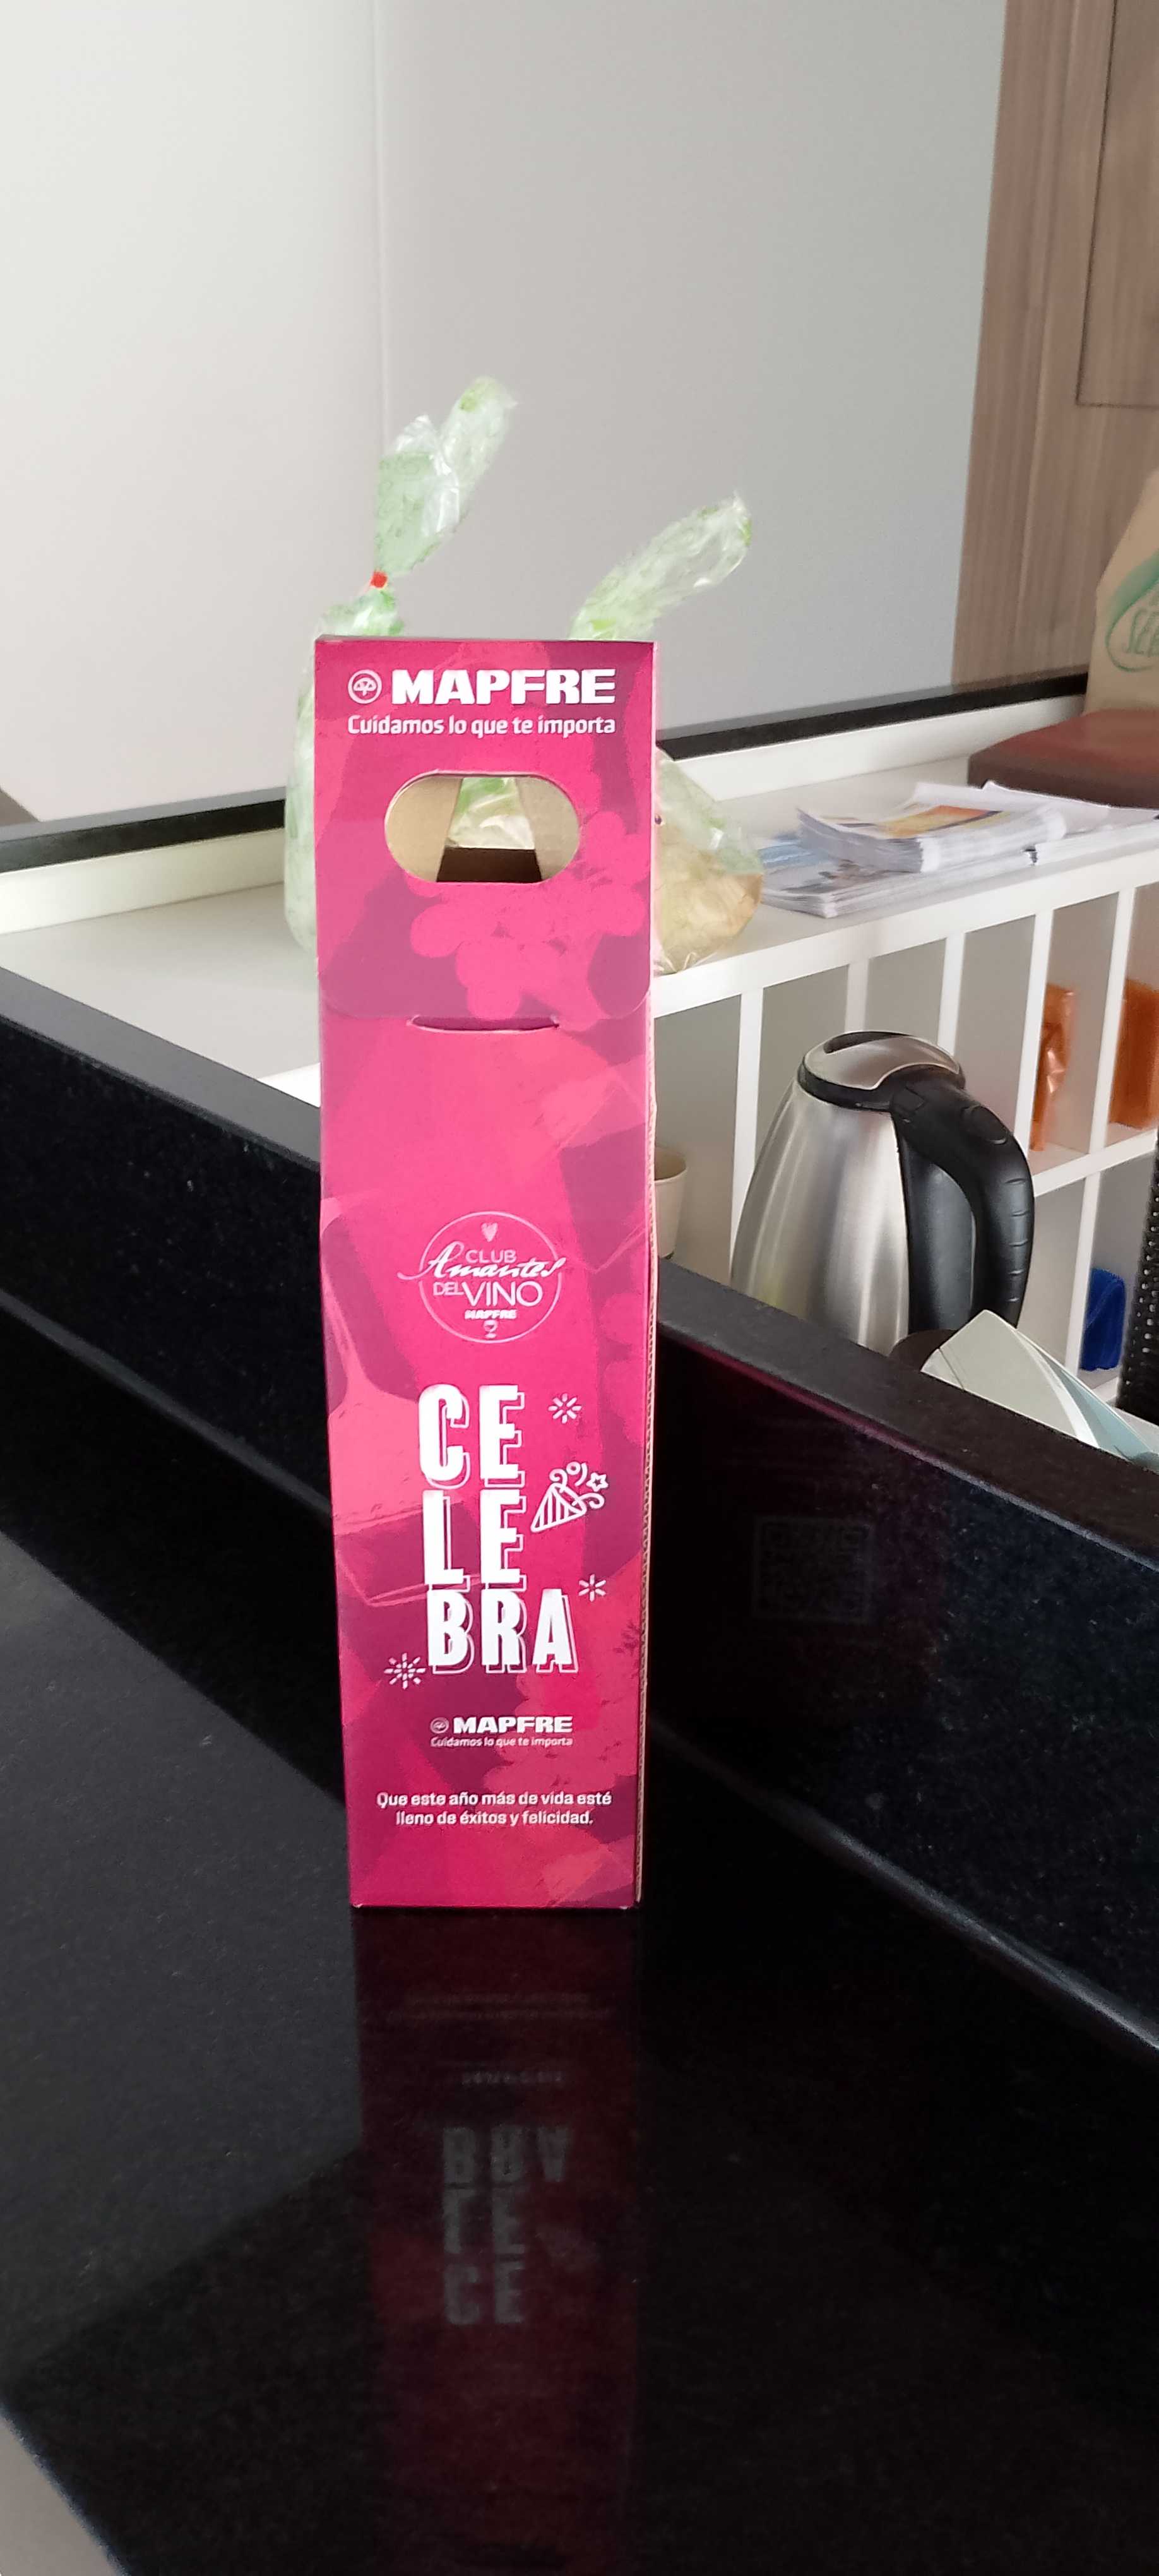 MAPFRE
Cuidamos lo que te importa
CLUB
Amantes
DEL VINO
MAPFRE
CE
LE
BRA
MAPFRE
Cuidamos lo que te importa
Que este año más de vida esté
lleno de éxitos y felicidad.